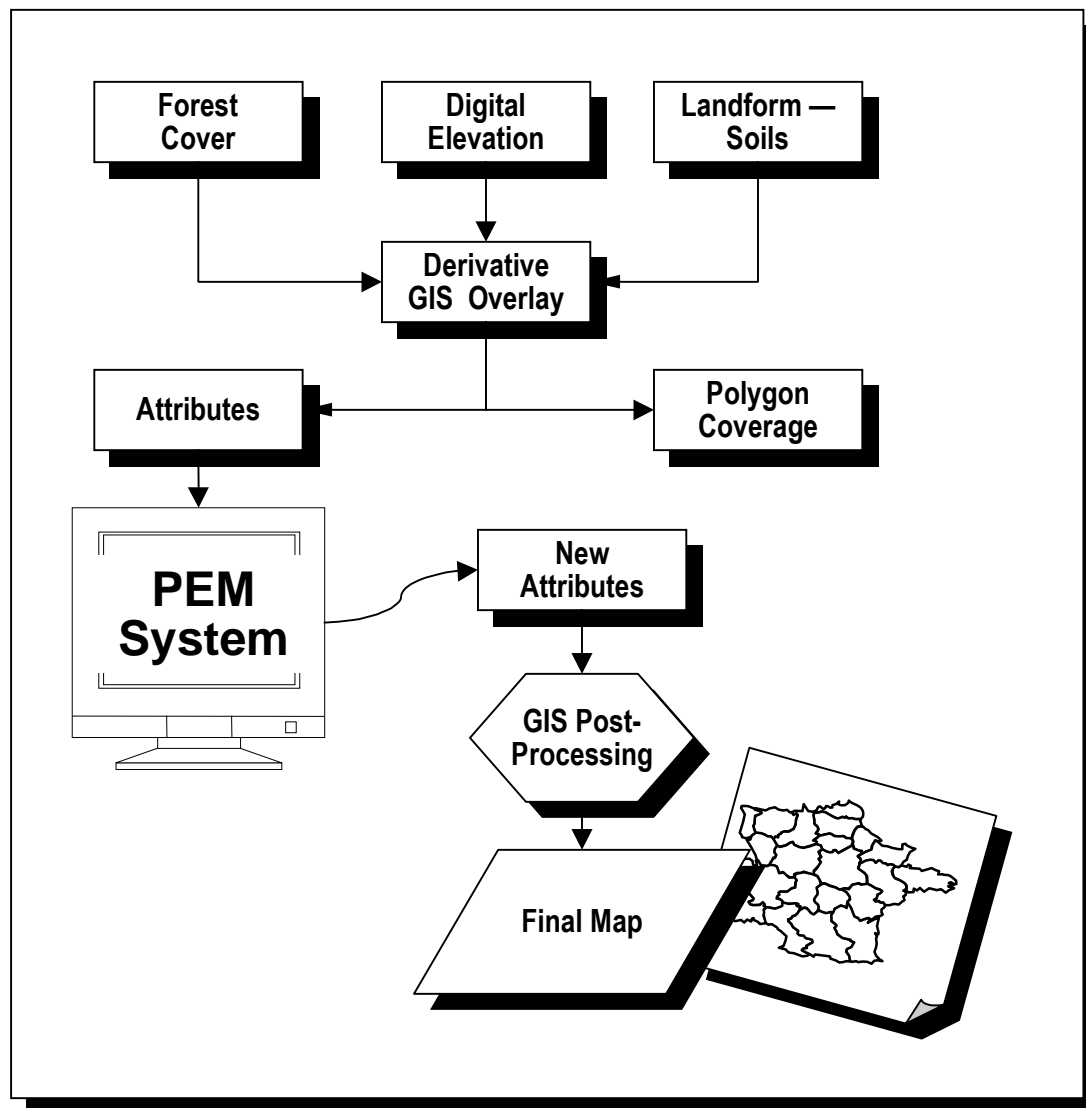 Forest
Cover
Digital
Elevation
Landform —
Soils
Derivative
GIS Overlay
Attributes
Polygon
Coverage
PEM
System
New
Attributes
GIS Post-
Processing
Final Map